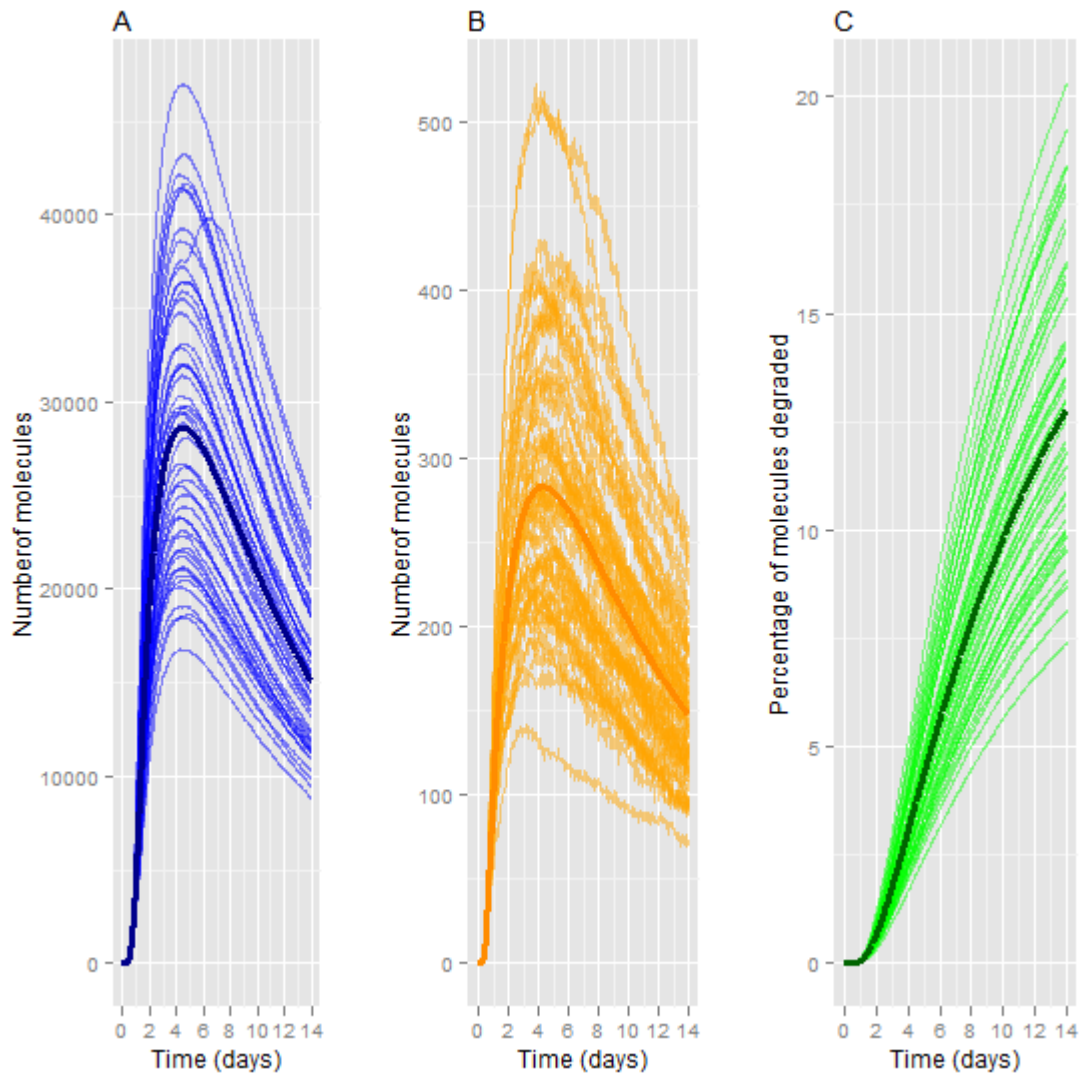 A
Numberof molecules
40000
30000
20000
10000
0
0 2 4 6 8 10 12 14
Time (days)
B
Numberof molecules
500
400
300
200
100
0
0 2 4 6 8 10 12 14
Time (days)
C
Percentage of molecules degraded
20
15
10
5
0
0 2 4 6 8 10 12 14
Time (days)